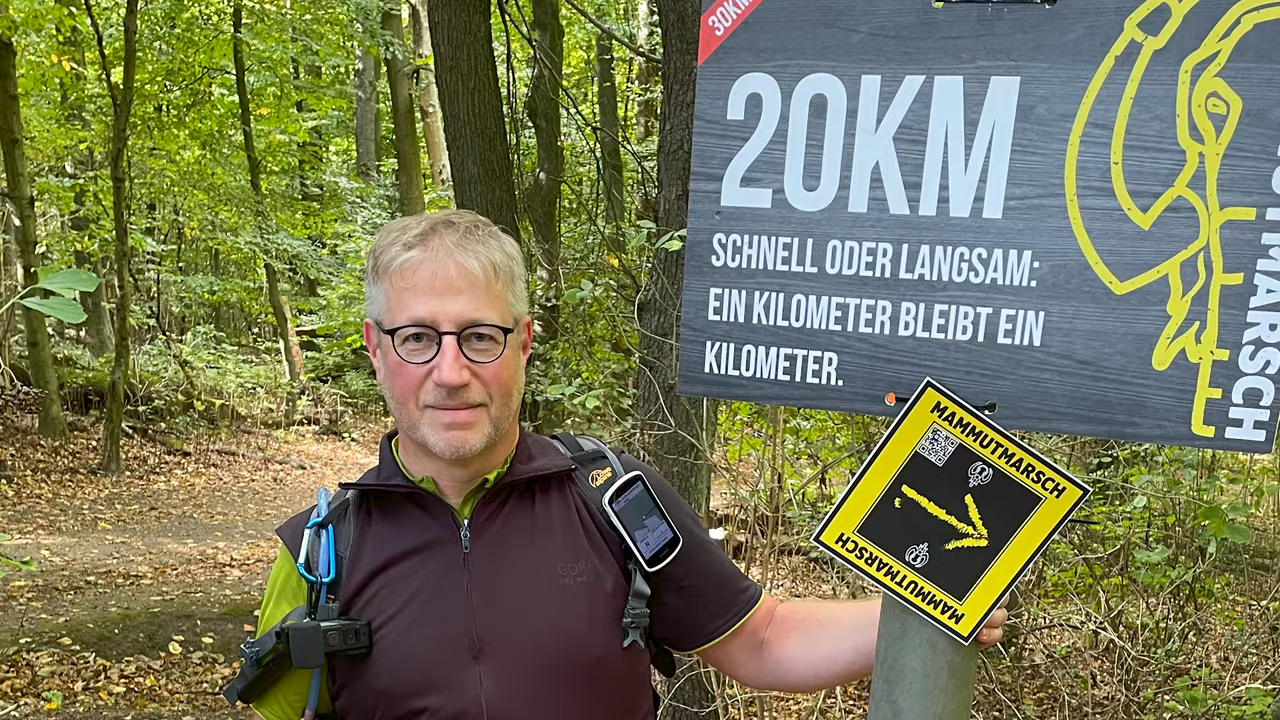 30KM
20KM
SCHNELL ODER LANGSAM:
EIN KILOMETER BLEIBT EIN
KILOMETER.
MARSCH
MAMMUTMARSCH
MAMMUTMARSCH
GORE